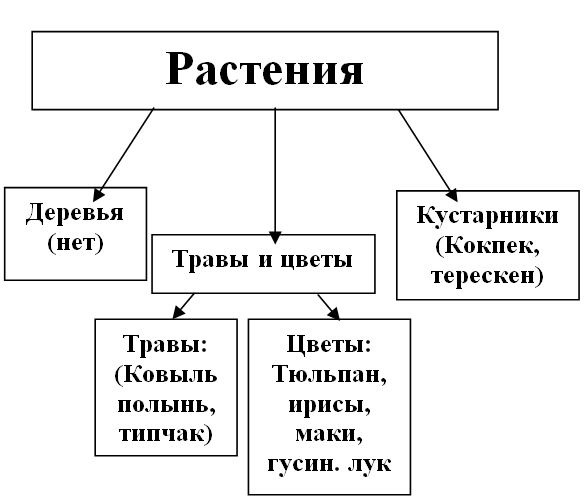 Растения
Деревья
(нет)
Травы и цветы
Кустарники
(Кокпек,
терескен)
Травы:
(Ковыль
полынь,
типчак)
Цветы:
Тюльпан,
ирисы,
маки,
гусин. лук